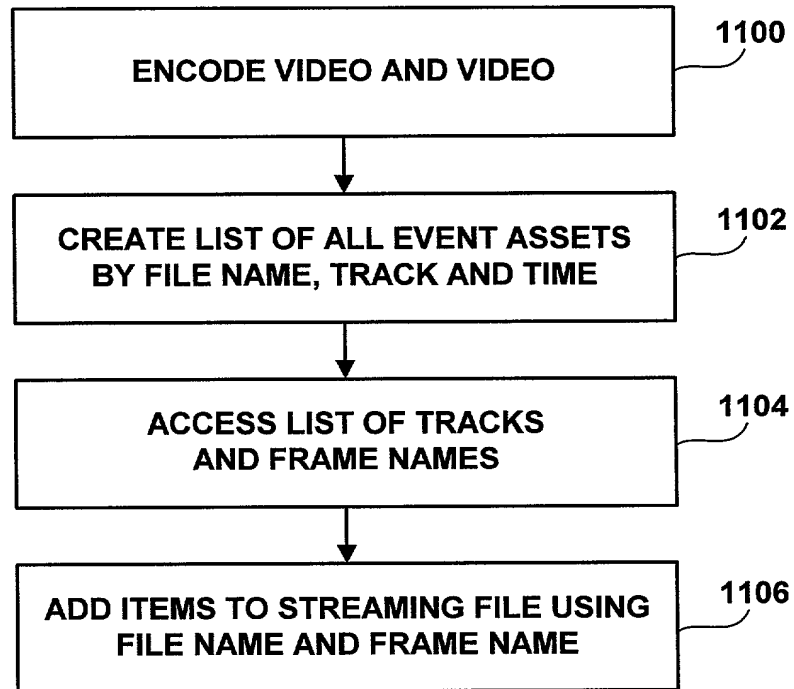 1100
ENCODE VIDEO AND VIDEO
1102
CREATE LIST OF ALL EVENT ASSETS
BY FILE NAME, TRACK AND TIME
1104
ACCESS LIST OF TRACKS
AND FRAME NAMES
1106
ADD ITEMS TO STREAMING FILE USING
FILE NAME AND FRAME NAME